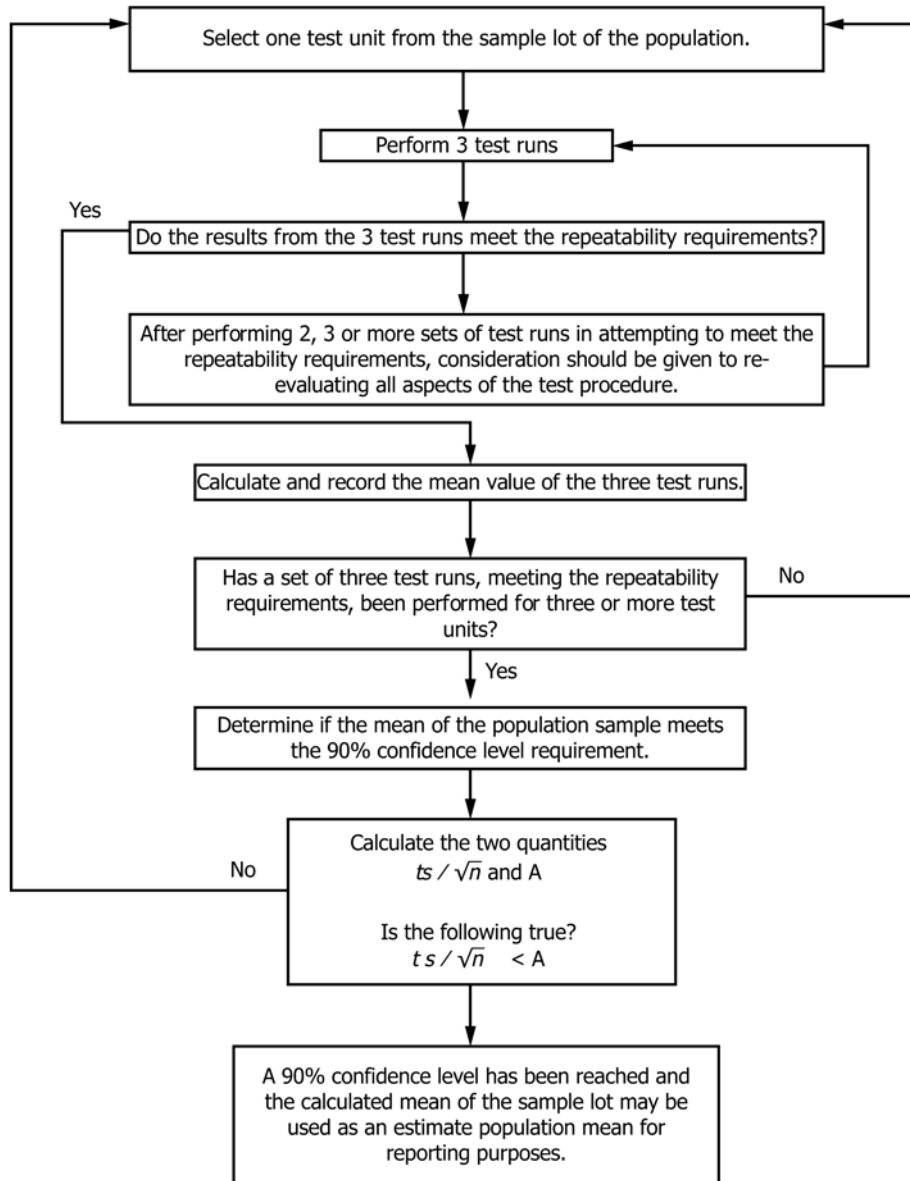 Select one test unit from the sample lot of the population.
Perform 3 test runs
Yes
Do the results from the 3 test runs meet the repeatability requirements?
After performing 2, 3 or more sets of test runs in attempting to meet the
repeatability requirements, consideration should be given to re-
evaluating all aspects of the test procedure.
Calculate and record the mean value of the three test runs.
Has a set of three test runs, meeting the repeatability
requirements, been performed for three or more test
units?
No
Yes
Determine if the mean of the population sample meets
the 90% confidence level requirement.
Calculate the two quantities
ts / √n and A
No
Is the following true?
t s / √n < A
A 90% confidence level has been reached and
the calculated mean of the sample lot may be
used as an estimate population mean for
reporting purposes.